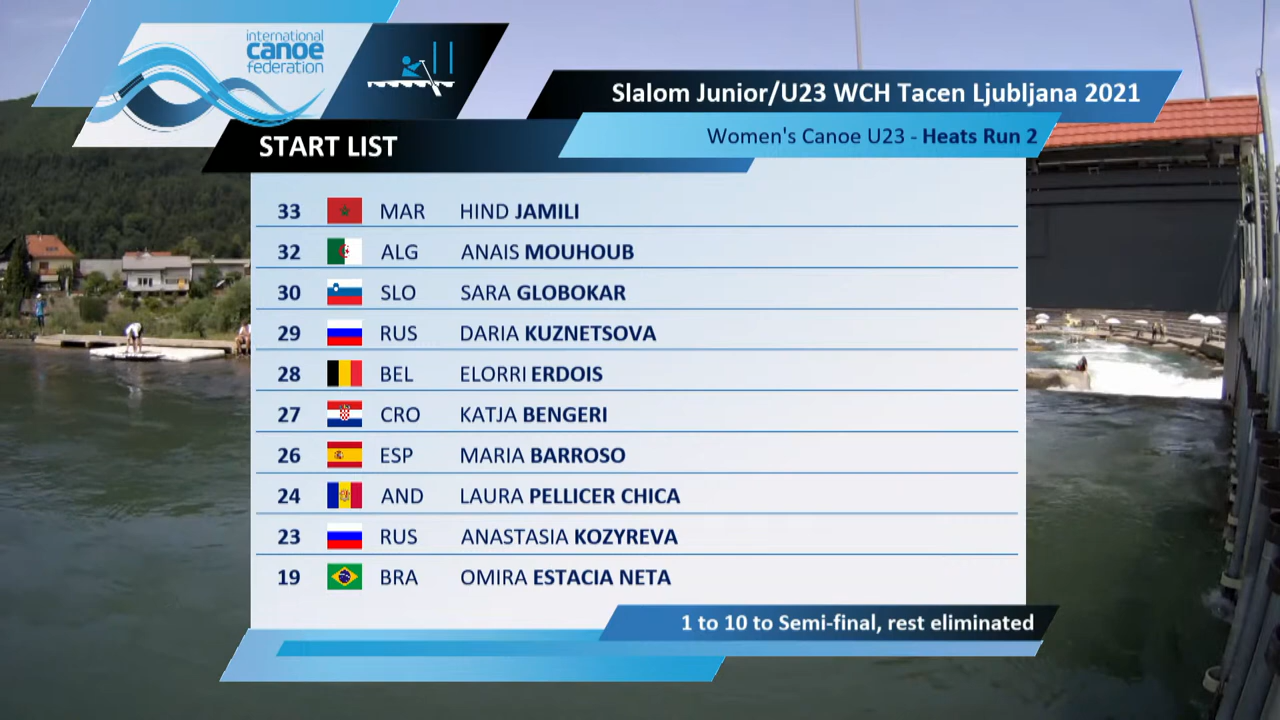 international
canoe
federation
Slalom Junior/U23 WCH Tacen Ljubljana 2021
START LIST
Women's Canoe U23 - Heats Run 2
33 MAR HIND JAMILI
32 ALG ANAIS MOUHOUB
30 SLO SARA GLOBOKAR
29 RUS DARIA KUZNETSOVA
28 BEL ELORRI ERDOIS
27 CRO KATJA BENGERI
26 ESP MARIA BARROSO
24 AND LAURA PELLICER CHICA
23 RUS ANASTASIA KOZYREVA
19 BRA OMIRA ESTACIA NETA
1 to 10 to Semi-final, rest eliminated